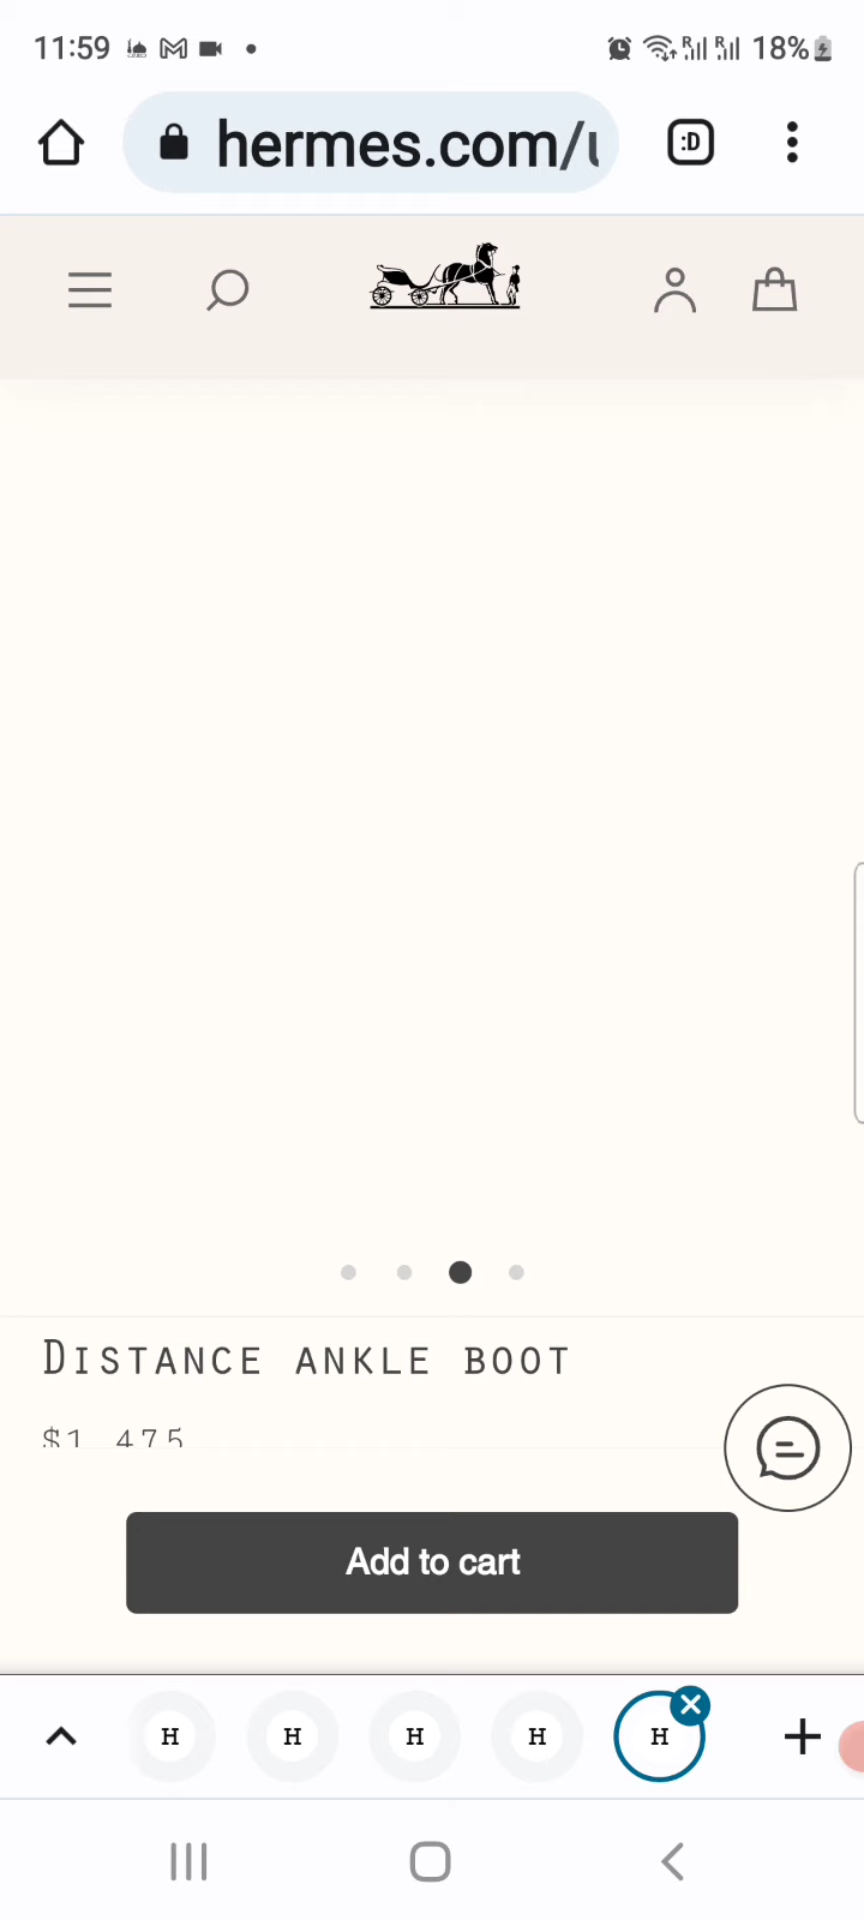 11:59
18%
hermes.com/
:D
Distance ankle boot
$1 475
Add to cart
H H H H H